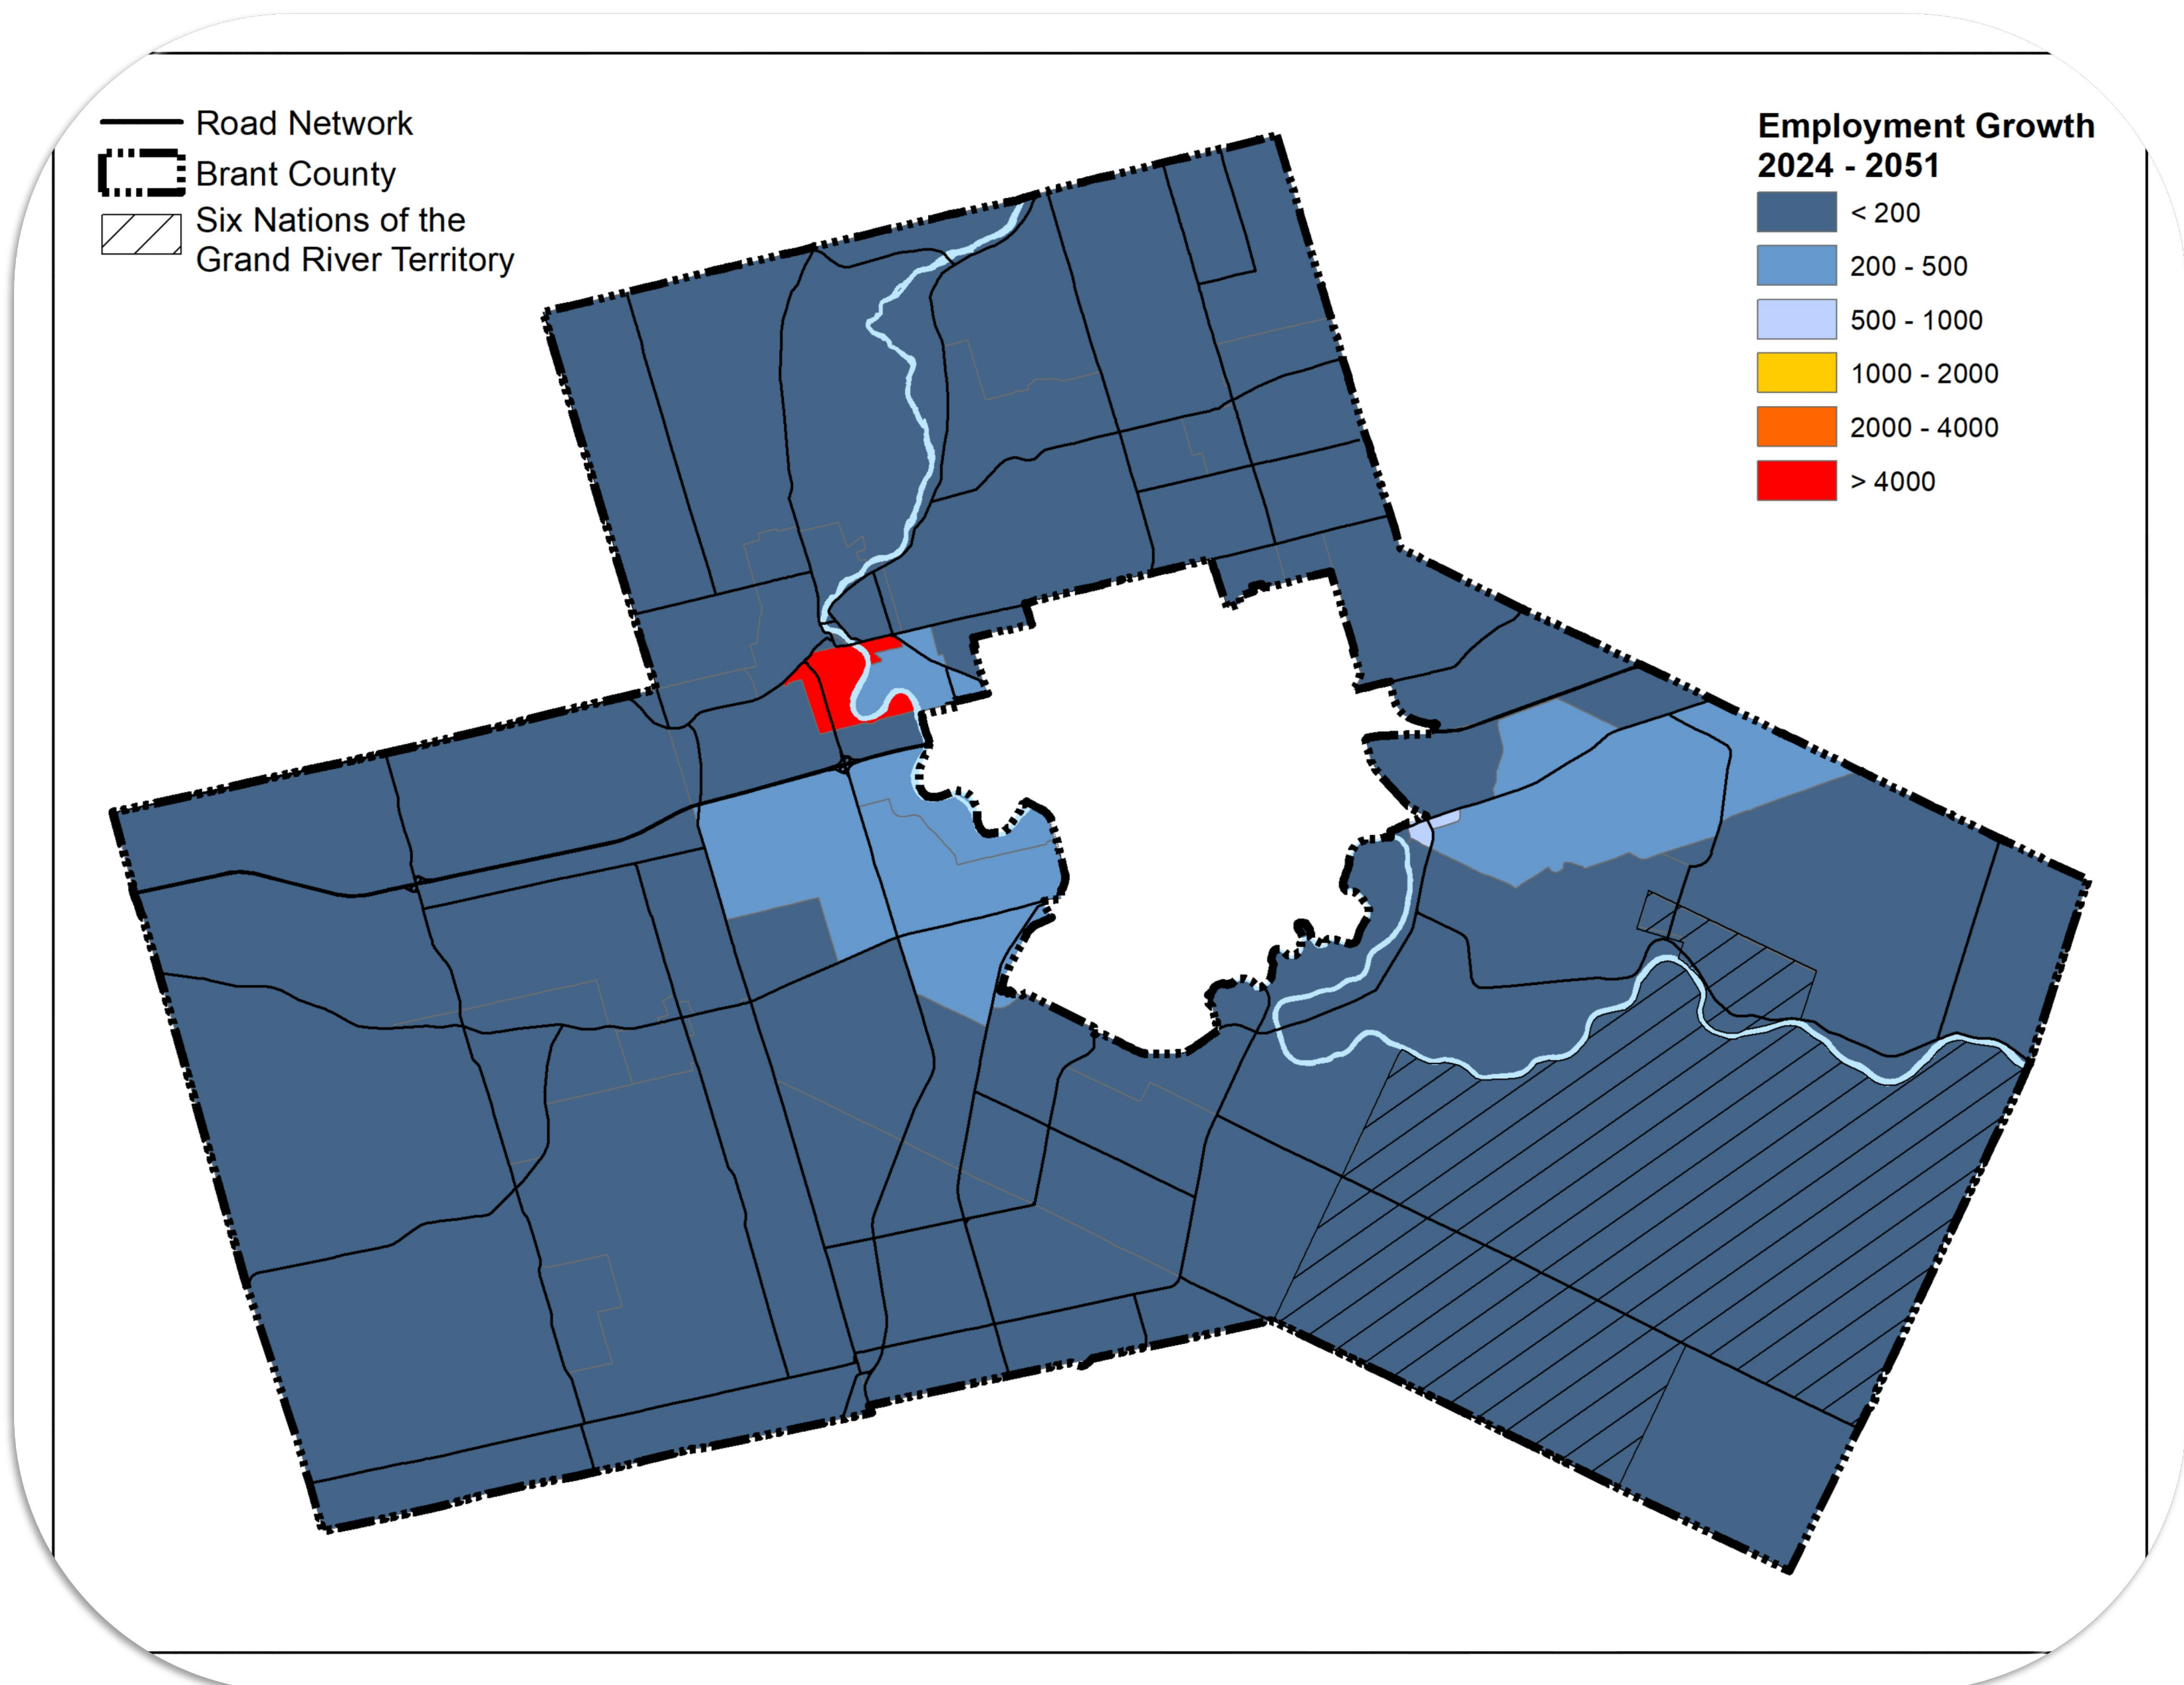 Road Network
Brant County
Six Nations of the
Grand River Territory
Employment Growth
2024 - 2051
< 200
200 - 500
500 - 1000
1000 - 2000
2000 - 4000
> 4000